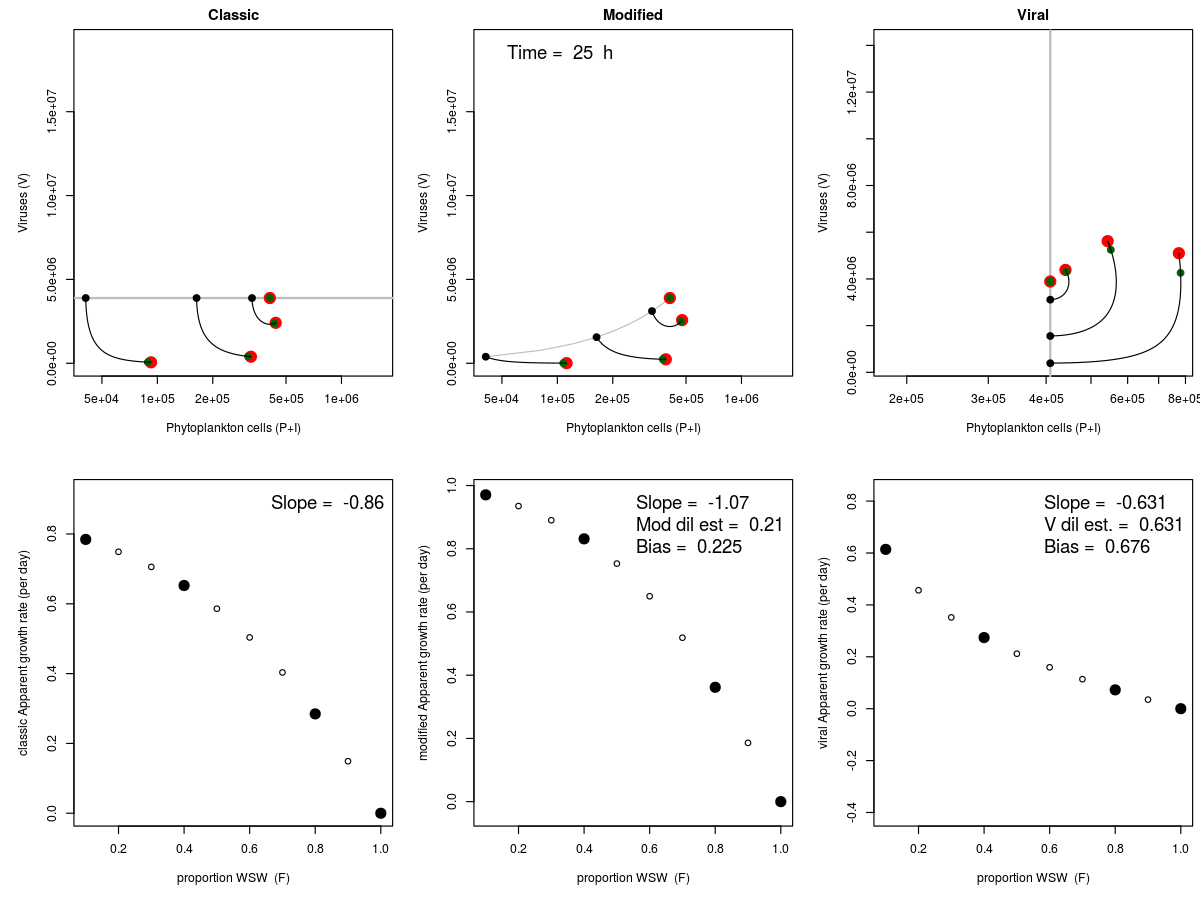 Classic
Viruses (V)
0.0e+00 5.0e+06 1.0e+07 1.5e+07
5e+04 1e+05 2e+05 5e+05 1e+06
Phytoplankton cells (P+I)
Modified
Time = 25 h
Viruses (V)
0.0e+00 5.0e+06 1.0e+07 1.5e+07
5e+04 1e+05 2e+05 5e+05 1e+06
Phytoplankton cells (P+I)
Viral
Viruses (V)
0.0e+00 4.0e+06 8.0e+06 1.2e+07
2e+05 3e+05 4e+05 6e+05 8e+05
Phytoplankton cells (P+I)
Slope = -0.86
classic Apparent growth rate (per day)
0.0 0.2 0.4 0.6 0.8
0.2 0.4 0.6 0.8 1.0
proportion WSW (F)
Slope = -1.07
Mod dil est = 0.21
Bias = 0.225
modified Apparent growth rate (per day)
0.0 0.2 0.4 0.6 0.8 1.0
0.2 0.4 0.6 0.8 1.0
proportion WSW (F)
Slope = -0.631
V dil est. = 0.631
Bias = 0.676
viral Apparent growth rate (per day)
-0.4 -0.2 0.0 0.2 0.4 0.6 0.8
0.2 0.4 0.6 0.8 1.0
proportion WSW (F)